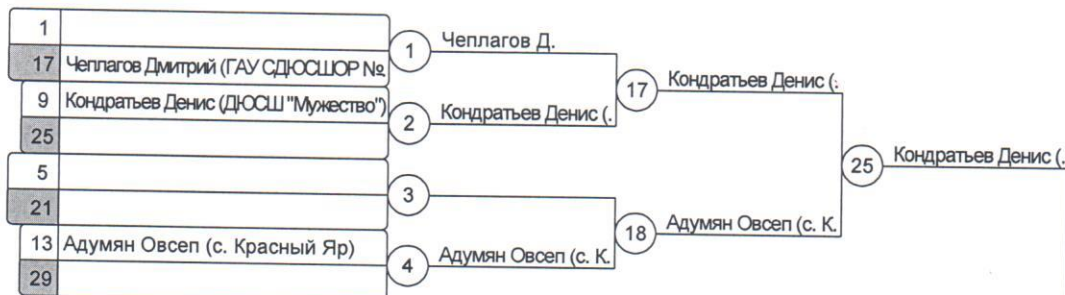 1
17 Чеплагов Дмитрий (ГАУ СДЮСШОР №
9 Кондратьев Денис (ДЮСШ "Мужество")
25
5
21
13 Адумян Овсеп (с. Красный Яр)
29
1 Чеплагов Д.
2 Кондратьев Денис (.
3
4 Адумян Овсеп (с. К.
17 Кондратьев Денис (.
18 Адумян Овсеп (с. К.
25 Кондратьев Денис (.